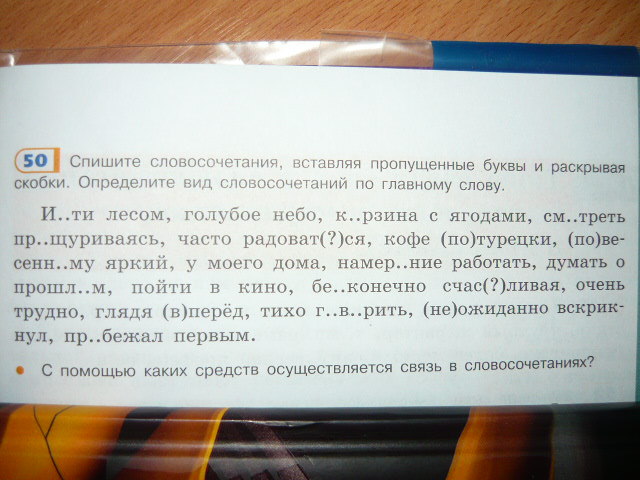 50 Спишите словосочетания, вставляя пропущенные буквы и раскрывая
скобки. Определите вид словосочетаний по главному слову.
И..ти лесом, голубое небо, к..рзина с ягодами, см..треть
пр..щуриваясь, часто радоват(?)ся, кофе (по)турецки, (по)ве-
сенн..му яркий, у моего дома, намер..ние работать, думать о
прошл..м, пойти в кино, бе..конечно счас(?)ливая, очень
трудно, глядя (в)перёд, тихо г..в..рить, (не)ожиданно вскрик-
нул, пр..бежал первым.
• С помощью каких средств осуществляется связь в словосочетаниях?